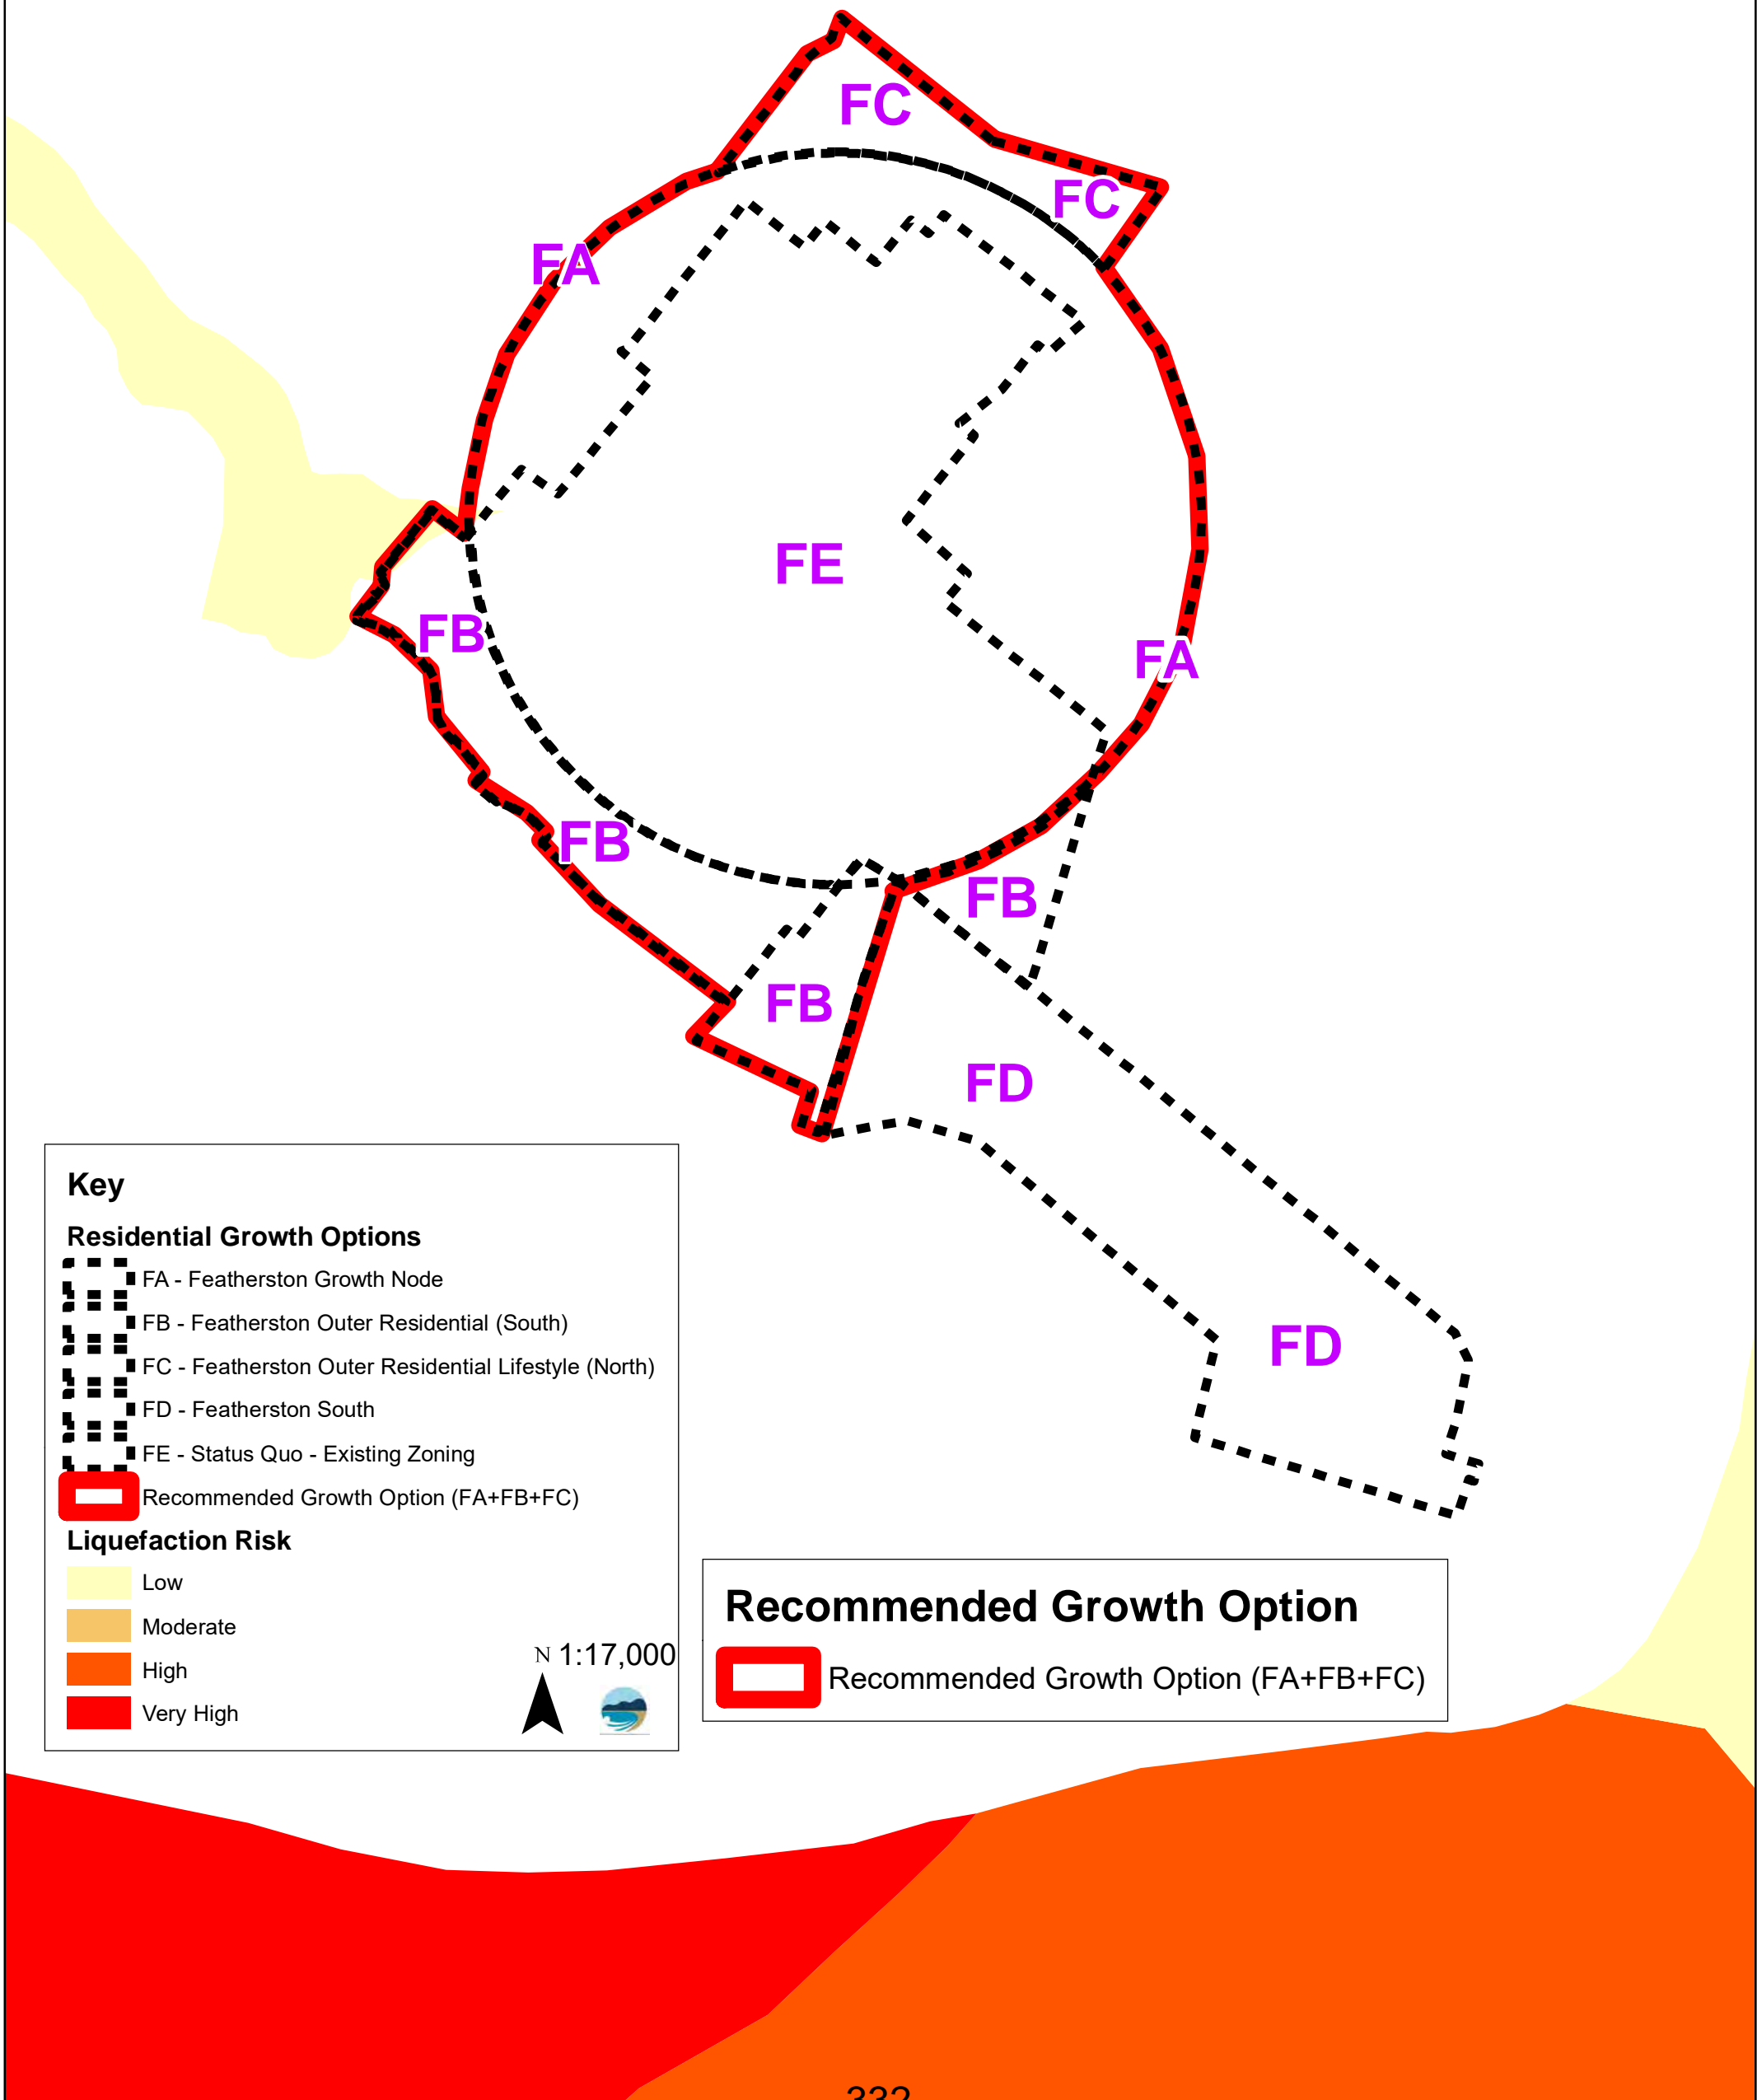 FC
FC
FA
FE
FB
FA
FB
FB
FB
FD
FD
Key
Residential Growth Options
FA - Featherston Growth Node
FB - Featherston Outer Residential (South)
FC - Featherston Outer Residential Lifestyle (North)
FD - Featherston South
FE - Status Quo - Existing Zoning
Recommended Growth Option (FA+FB+FC)
Liquefaction Risk
Low
Moderate
High
Very High
N 1:17,000
Recommended Growth Option
Recommended Growth Option (FA+FB+FC)
332